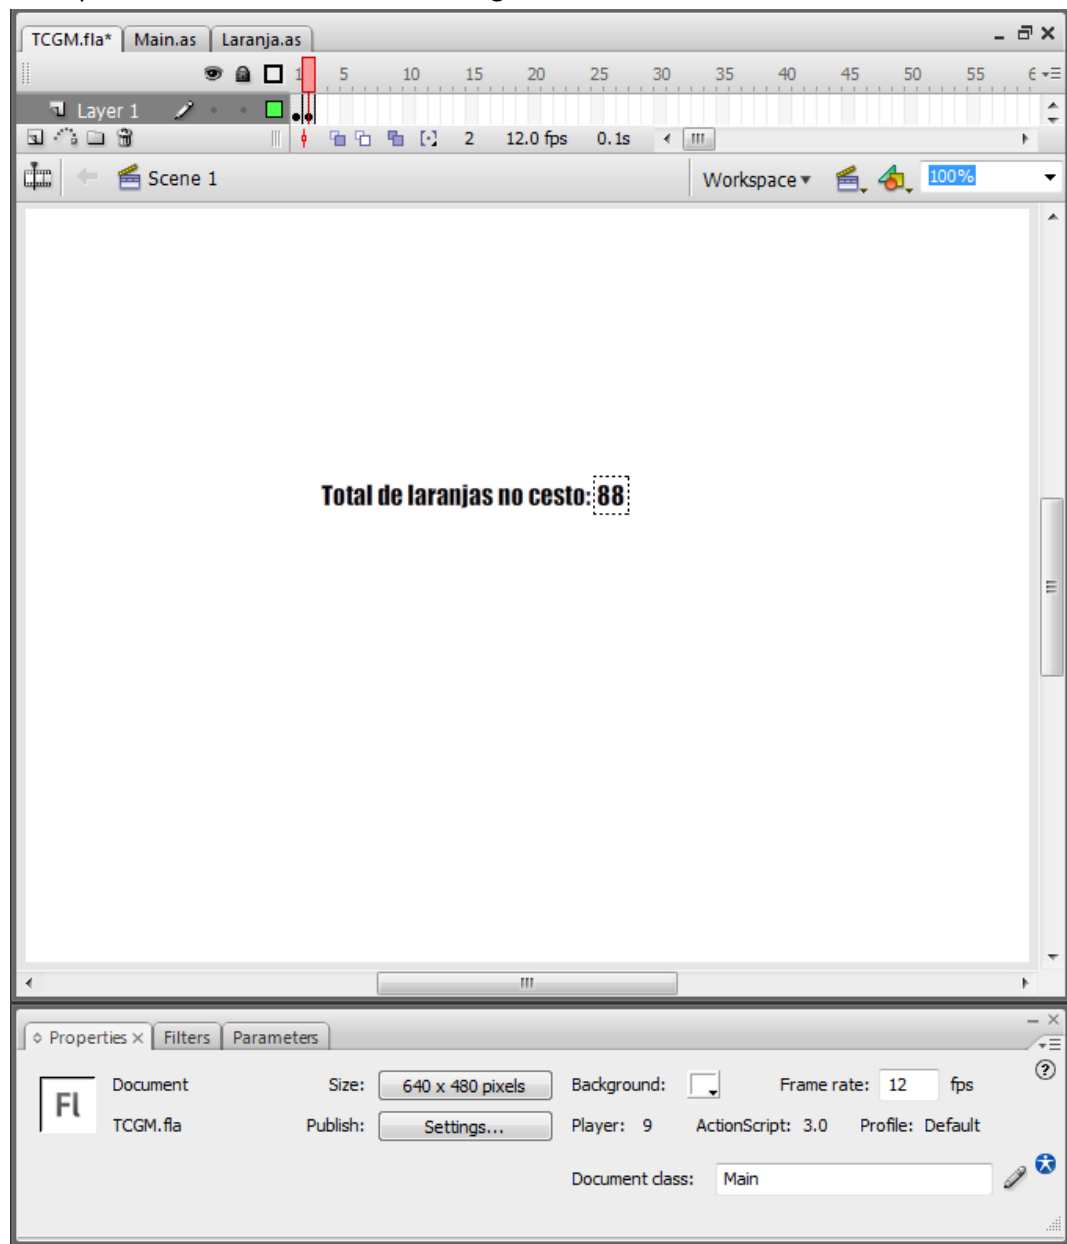 TCGM.fla* Main.as Laranja.as
1 5 10 15 20 25 30 35 40 45 50 55 6
Layer 1
2 12.0 fps 0.1s
Scene 1 Workspace 100%
Total de laranjas no cesto: 88
Properties Filters Parameters
Fl Document Size: 640 x 480 pixels Background: Frame rate: 12 fps
TCGM.fla Publish: Settings... Player: 9 ActionScript: 3.0 Profile: Default
Document class: Main